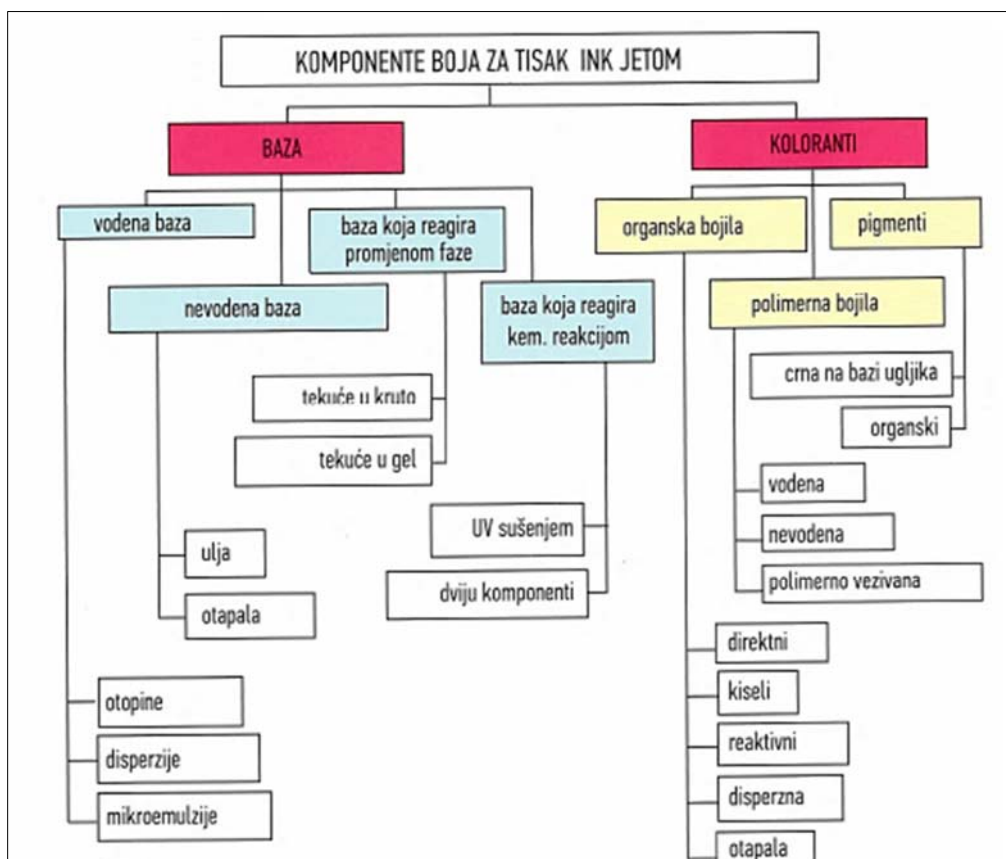 KOMPONENTE BOJA ZA TISAK INK JETOM
BAZA
KOLORANTI
vodena baza
baza koja reagira
promjenom faze
organska bojila
pigmenti
nevodena baza
baza koja reagira
kem. reakcijom
polimerna bojila
tekuće u kruto
tekuće u gel
crna na bazi ugljika
organski
UV sušenjem
dviju komponenti
vodena
nevodena
polimerno vezivana
ulja
otapala
direktni
kiseli
reaktivni
disperzna
otapala
otopine
disperzije
mikroemulzije